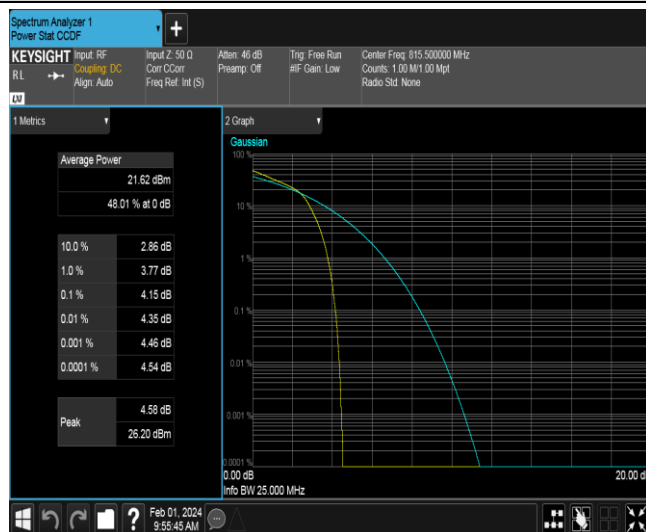 Spectrum Analyzer 1
Power Stat CCDF
+
KEYSIGHT
RL
LXI
Input: RF
Coupling: DC
Align: Auto
Input Z: 50 Ω
Corr CCorr
Freq Ref: Int (S)
Atten: 46 dB
Preamp: Off
Trig: Free Run
#IF Gain: Low
Center Freq: 815.500000 MHz
Counts: 1.00 M/1.00 Mpt
Radio Std: None
1 Metrics
Average Power
21.62 dBm
48.01 % at 0 dB
10.0 % 2.86 dB
1.0 % 3.77 dB
0.1 % 4.15 dB
0.01 % 4.35 dB
0.001 % 4.46 dB
0.0001 % 4.54 dB
Peak
4.58 dB
26.20 dBm
2 Graph
Gaussian
100 %
10 %
1 %
0.1 %
0.01 %
0.001 %
0.0001 %
0.00 dB
20.00 d
Info BW 25.000 MHz
?
Feb 01, 2024
9:55:45 AM